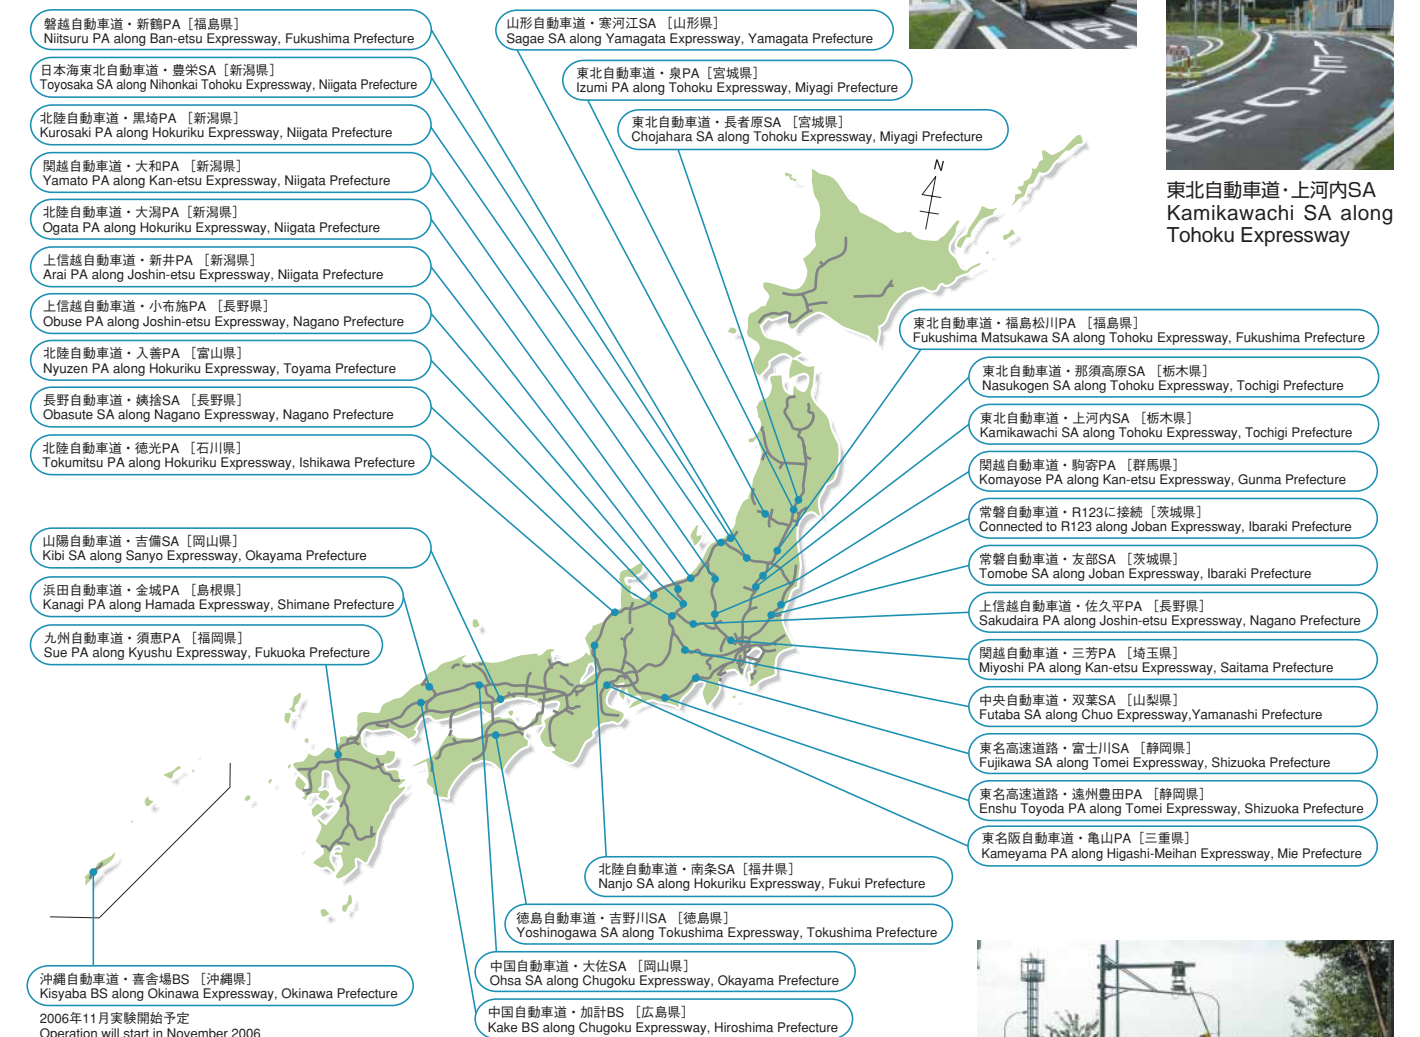 磐越自動車道・新鶴PA ［福島県］
Niitsuru PA along Ban-etsu Expressway, Fukushima Prefecture
日本海東北自動車道・豊栄SA［新潟県］
Toyosaka SA along Nihonkai Tohoku Expressway, Niigata Prefecture
北陸自動車道・黒埼PA ［新潟県］
Kurosaki PA along Hokuriku Expressway, Niigata Prefecture
関越自動車道・大和PA ［新潟県］
Yamato PA along Kan-etsu Expressway, Niigata Prefecture
北陸自動車道・大潟PA ［新潟県］
Ogata PA along Hokuriku Expressway, Niigata Prefecture
上信越自動車道・新井PA ［新潟県］
Arai PA along Joshin-etsu Expressway, Niigata Prefecture
上信越自動車道・小布施PA ［長野県］
Obuse PA along Joshin-etsu Expressway, Nagano Prefecture
北陸自動車道・入善PA ［富山県］
Nyuzen PA along Hokuriku Expressway, Toyama Prefecture
長野自動車道・姨捨SA ［長野県］
Obasute SA along Nagano Expressway, Nagano Prefecture
北陸自動車道・徳光PA ［石川県］
Tokumitsu PA along Hokuriku Expressway, Ishikawa Prefecture
山陽自動車道・吉備SA ［岡山県］
Kibi SA along Sanyo Expressway, Okayama Prefecture
浜田自動車道・金城PA ［島根県］
Kanagi PA along Hamada Expressway, Shimane Prefecture
九州自動車道・須恵PA ［福岡県］
Sue PA along Kyushu Expressway, Fukuoka Prefecture
山形自動車道・寒河江SA ［山形県］
Sagae SA along Yamagata Expressway, Yamagata Prefecture
東北自動車道・泉PA［宮城県］
Izumi PA along Tohoku Expressway, Miyagi Prefecture
東北自動車道・長者原SA ［宮城県］
Chojahara SA along Tohoku Expressway, Miyagi Prefecture
N
ETC
東北自動車道・上河内SA
Kamikawachi SA along
Tohoku Expressway
東北自動車道・福島松川PA ［福島県］
Fukushima Matsukawa SA along Tohoku Expressway, Fukushima Prefecture
東北自動車道・那須高原SA ［栃木県］
Nasukogen SA along Tohoku Expressway, Tochigi Prefecture
東北自動車道・上河内SA ［栃木県］
Kamikawachi SA along Tohoku Expressway, Tochigi Prefecture
関越自動車道・駒寄PA ［群馬県］
Komayose PA along Kan-etsu Expressway, Gunma Prefecture
常磐自動車道・R123に接続［茨城県］
Connected to R123 along Joban Expressway, Ibaraki Prefecture
常磐自動車道・友部SA ［茨城県］
Tomobe SA along Joban Expressway, Ibaraki Prefecture
上信越自動車道・佐久平PA ［長野県］
Sakudaira PA along Joshin-etsu Expressway, Nagano Prefecture
関越自動車道・三芳PA ［埼玉県］
Miyoshi PA along Kan-etsu Expressway, Saitama Prefecture
中央自動車道・双葉SA ［山梨県］
Futaba SA along Chuo Expressway,Yamanashi Prefecture
東名高速道路・富士川SA ［静岡県］
Fujikawa SA along Tomei Expressway, Shizuoka Prefecture
東名高速道路・遠州豊田PA ［静岡県］
Enshu Toyoda PA along Tomei Expressway, Shizuoka Prefecture
東名阪自動車道・亀山PA［三重県］
Kameyama PA along Higashi-Meihan Expressway, Mie Prefecture
北陸自動車道・南条SA［福井県］
Nanjo SA along Hokuriku Expressway, Fukui Prefecture
徳島自動車道・吉野川SA ［徳島県］
Yoshinogawa SA along Tokushima Expressway, Tokushima Prefecture
中国自動車道・大佐SA ［岡山県］
Ohsa SA along Chugoku Expressway, Okayama Prefecture
中国自動車道・加計BS ［広島県］
Kake BS along Chugoku Expressway, Hiroshima Prefecture
沖縄自動車道・喜舎場BS ［沖縄県］
Kisyaba BS along Okinawa Expressway, Okinawa Prefecture
2006年11月実験開始予定
Operation will start in November 2006